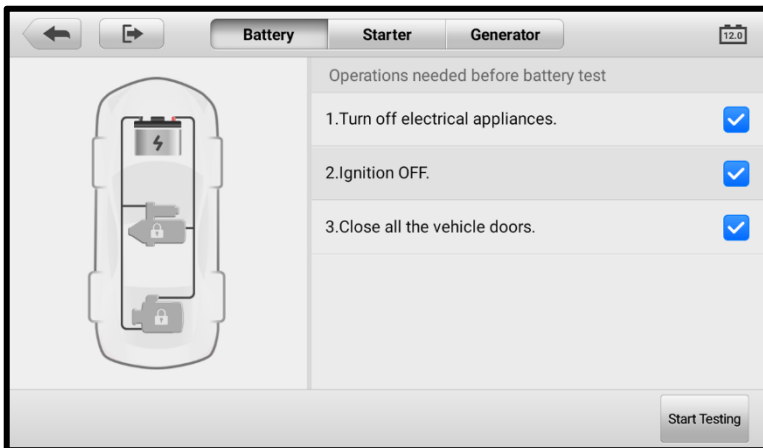 Battery
Starter
Generator
12.0
Operations needed before battery test
1.Turn off electrical appliances.
2.Ignition OFF.
3.Close all the vehicle doors.
Start Testing